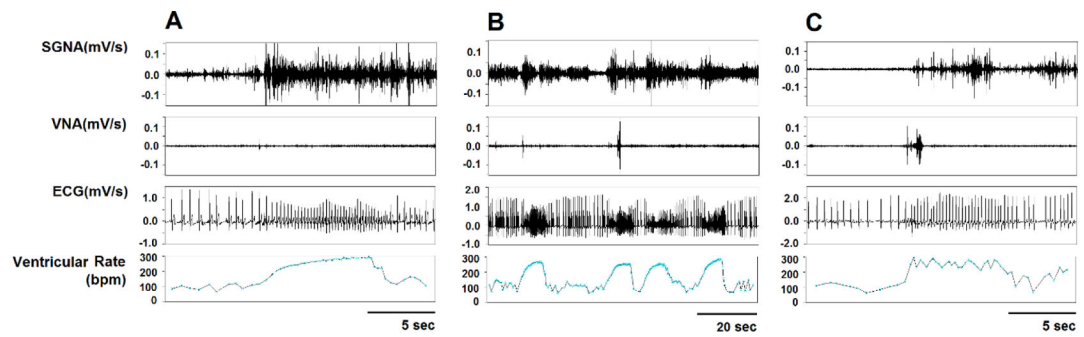 A B C
SGNA(mV/s) 0.1 0.0 -0.1 0.1 0.0 -0.1 0.1 0.0 -0.1
VNA(mV/s) 0.1 0.0 -0.1 0.1 0.0 -0.1 0.1 0.0 -0.1
ECG(mV/s) 1.0 0.0 -1.0 2.0 1.0 0.0 -1.0 2.0 0.0 -2.0
Ventricular Rate 300 200 100 0 300 200 100 0 300 200 100 0
(bpm)
5 sec 20 sec 5 sec